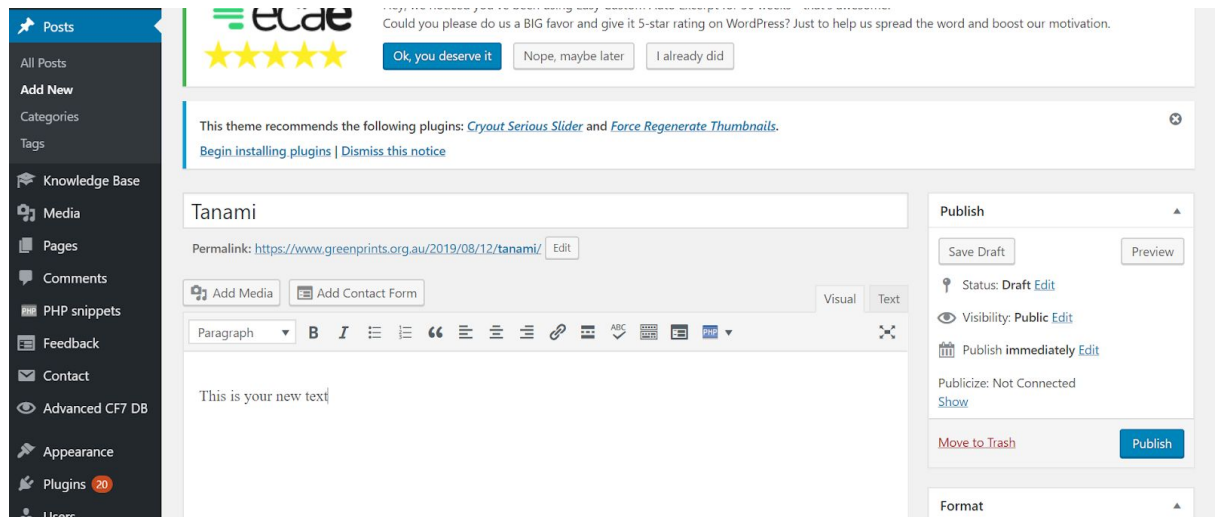 Posts
All Posts
Add New
Categories
Tags
Knowledge Base
Media
Pages
Comments
PHP PHP snippets
Feedback
Contact
Advanced CF7 DB
Appearance
Plugins 20
Users
ecae
Could you please do us a BIG favor and give it 5-star rating on WordPress? Just to help us spread the word and boost our motivation.
Ok, you deserve it Nope, maybe later I already did
This theme recommends the following plugins: Cryout Serious Slider and Force Regenerate Thumbnails.
Begin installing plugins | Dismiss this notice
Tanami
Permalink: https://www.greenprints.org.au/2019/08/12/tanami/ Edit
Add Media Add Contact Form Visual Text
Paragraph B I ABC PHP
This is your new text
Publish
Save Draft Preview
Status: Draft Edit
Visibility: Public Edit
Publish immediately Edit
Publicize: Not Connected
Show
Move to Trash Publish
Format